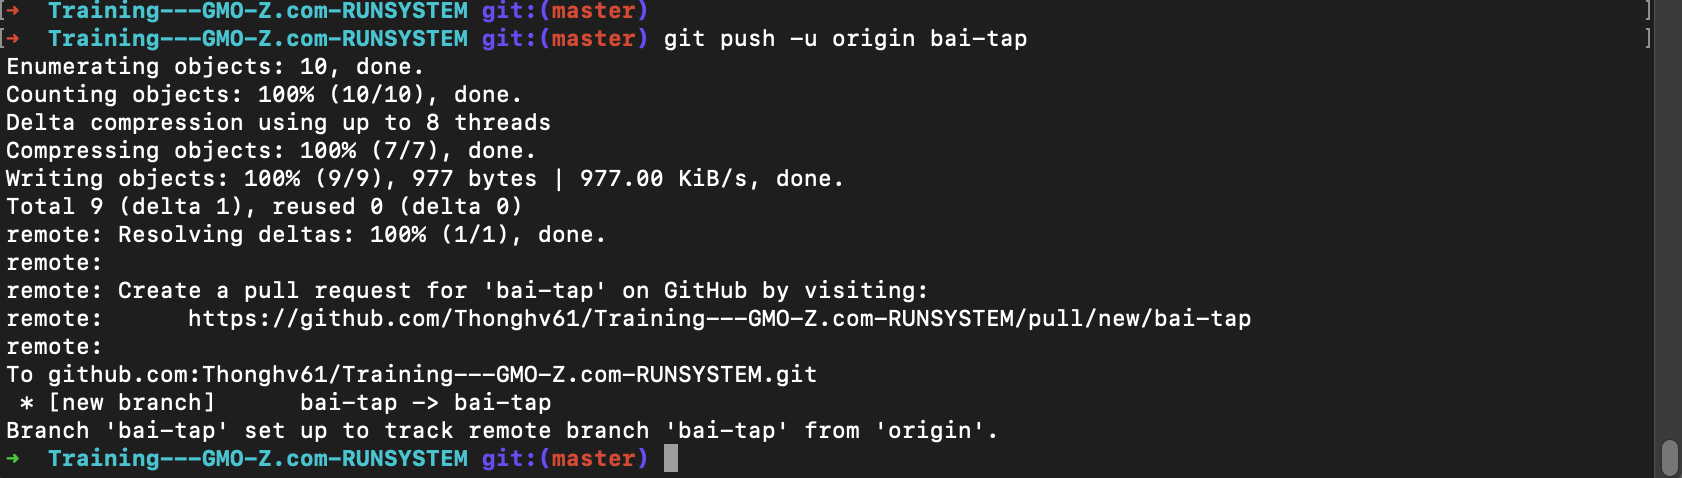 [➜  Training---GMO-Z.com-RUNSYSTEM git:(master) ]
[➜  Training---GMO-Z.com-RUNSYSTEM git:(master) git push -u origin bai-tap ]
Enumerating objects: 10, done.
Counting objects: 100% (10/10), done.
Delta compression using up to 8 threads
Compressing objects: 100% (7/7), done.
Writing objects: 100% (9/9), 977 bytes | 977.00 KiB/s, done.
Total 9 (delta 1), reused 0 (delta 0)
remote: Resolving deltas: 100% (1/1), done.
remote:
remote: Create a pull request for 'bai-tap' on GitHub by visiting:
remote:      https://github.com/Thonghv61/Training---GMO-Z.com-RUNSYSTEM/pull/new/bai-tap
remote:
To github.com:Thonghv61/Training---GMO-Z.com-RUNSYSTEM.git
 * [new branch]      bai-tap -> bai-tap
Branch 'bai-tap' set up to track remote branch 'bai-tap' from 'origin'.
➜  Training---GMO-Z.com-RUNSYSTEM git:(master)